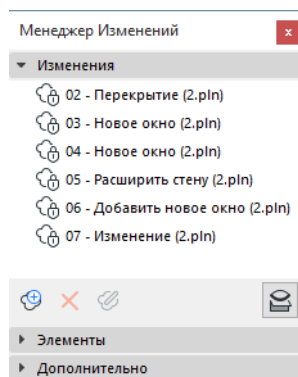 Менеджер Изменений
x
Изменения
02 - Перекрытие (2.pln)
03 - Новое окно (2.pln)
04 - Новое окно (2.pln)
05 - Расширить стену (2.pln)
06 - Добавить новое окно (2.pln)
07 - Изменение (2.pln)
Элементы
Дополнительно